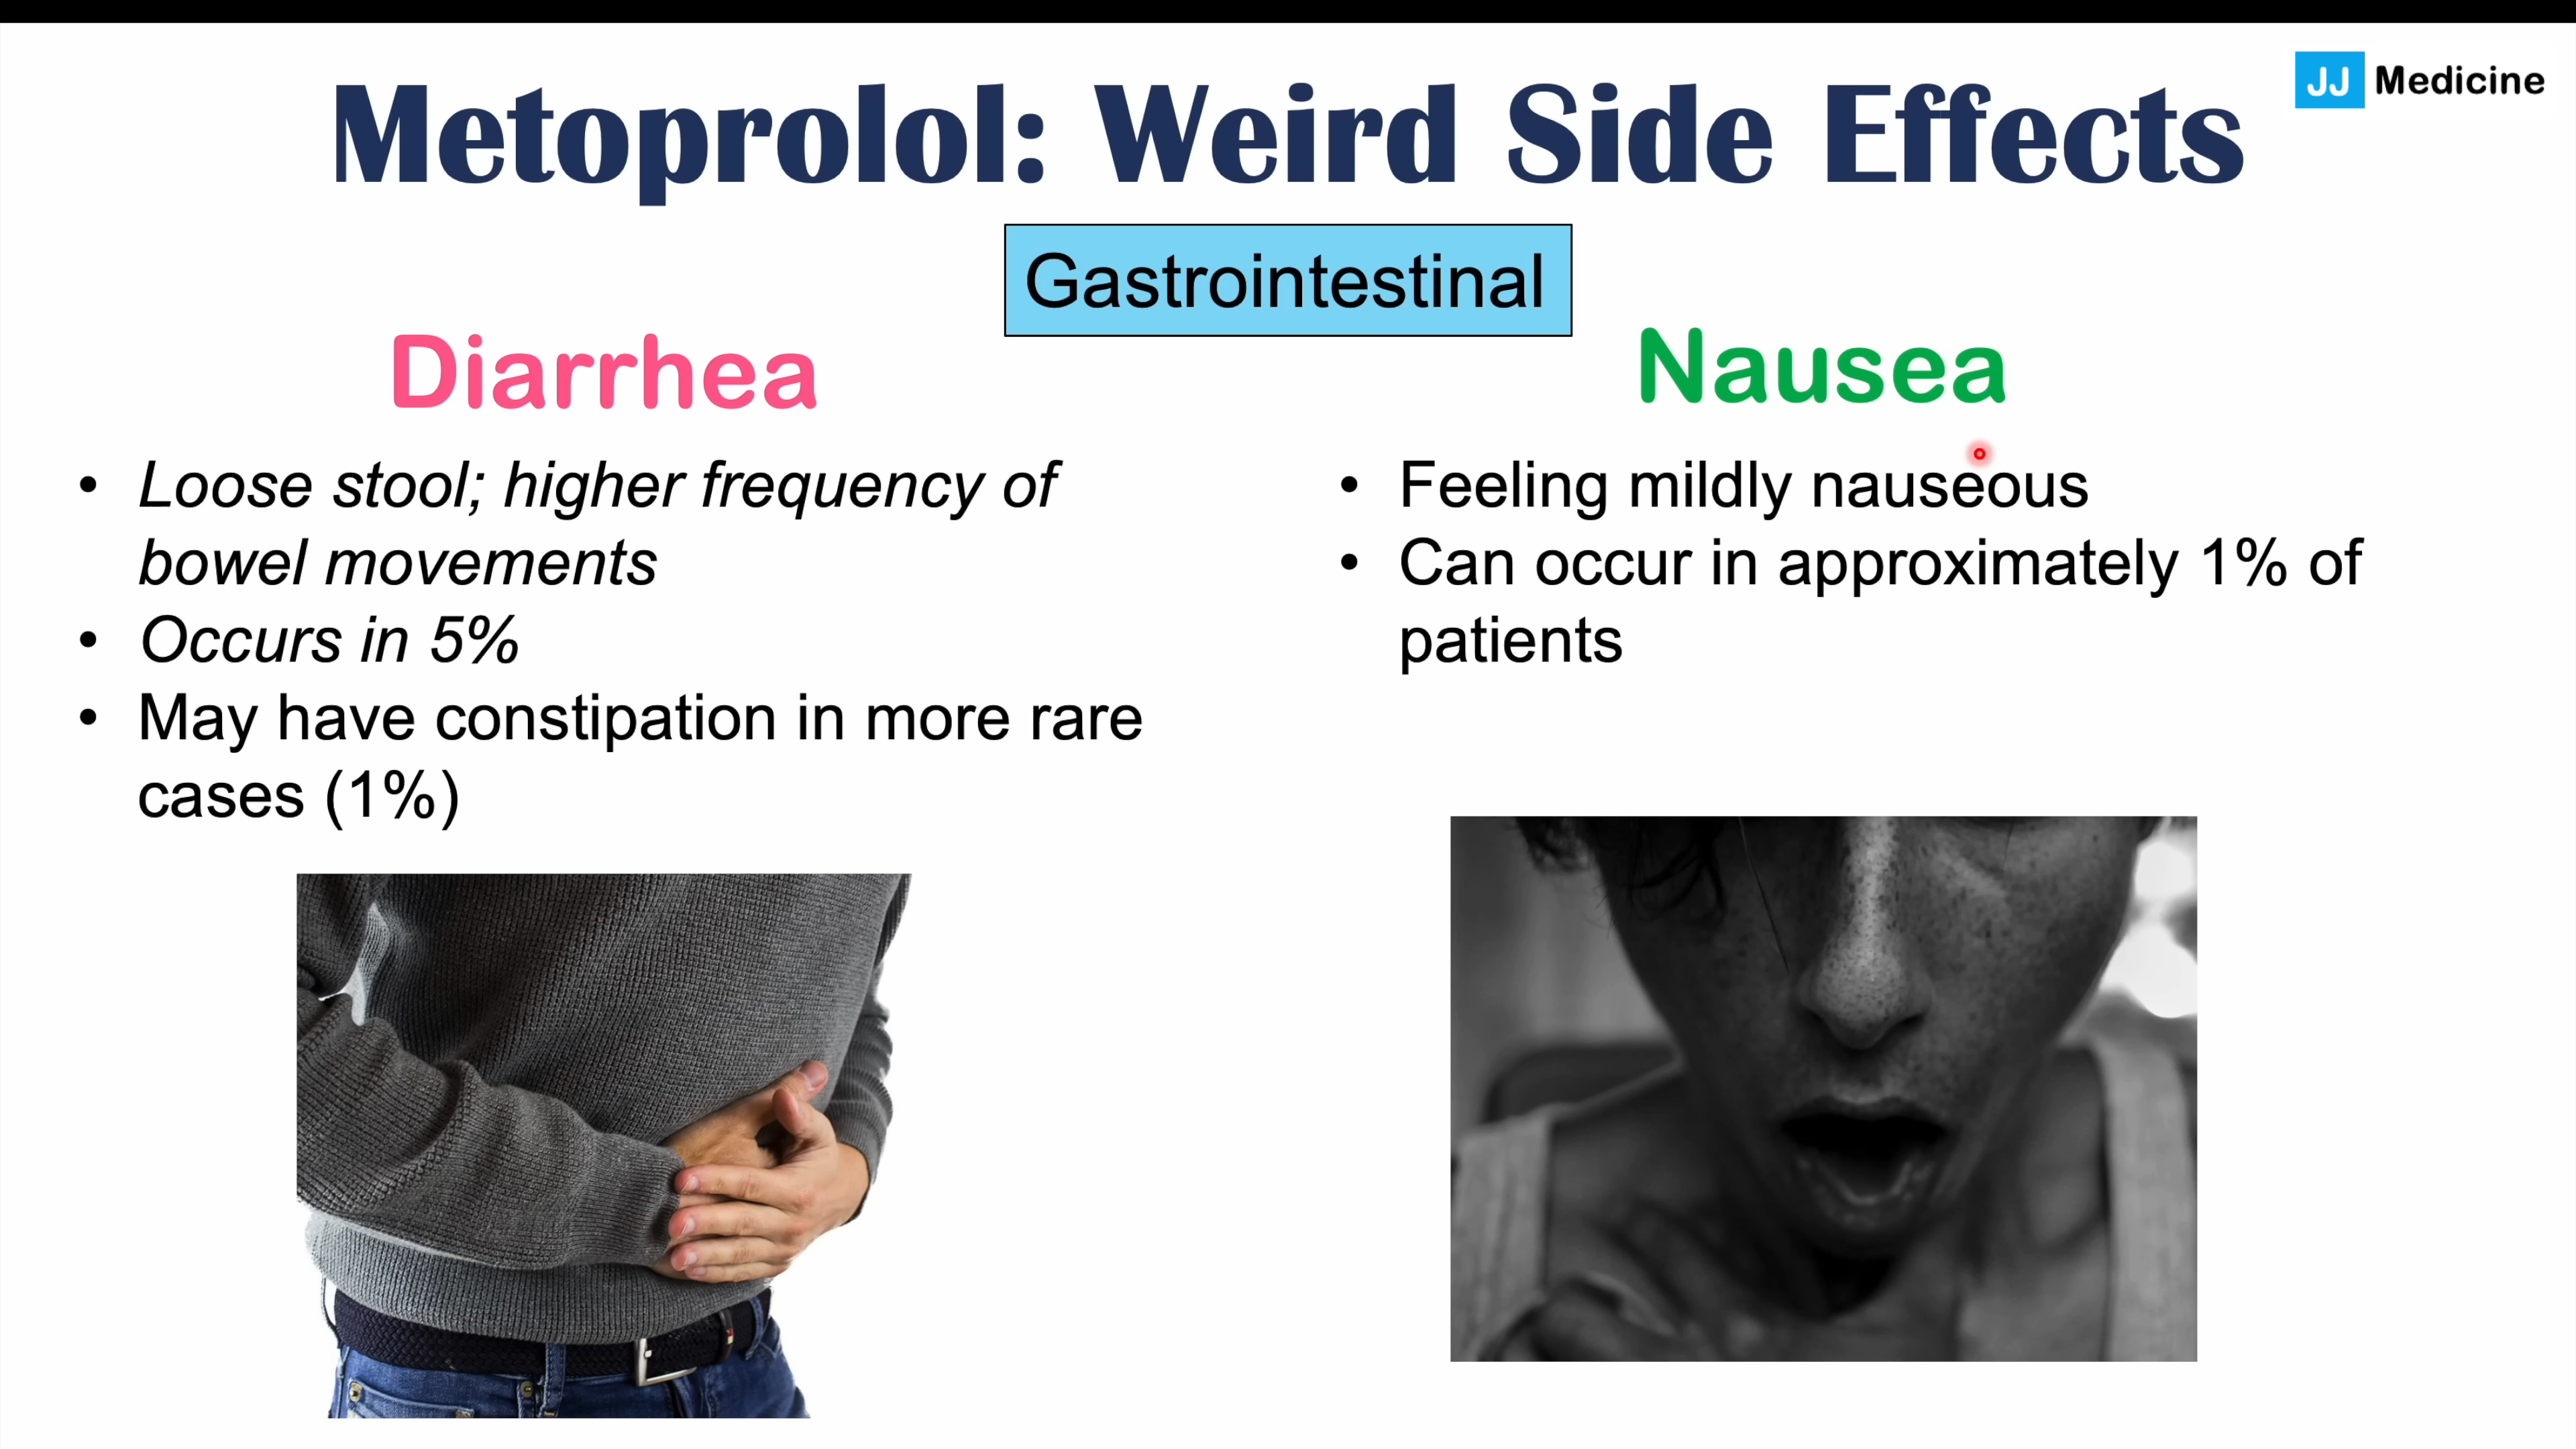 JJ Medicine
Metoprolol: Weird Side Effects
Gastrointestinal
Diarrhea
• Loose stool; higher frequency of
bowel movements
• Occurs in 5%
• May have constipation in more rare
cases (1%)
Nausea
• Feeling mildly nauseous
• Can occur in approximately 1% of
patients